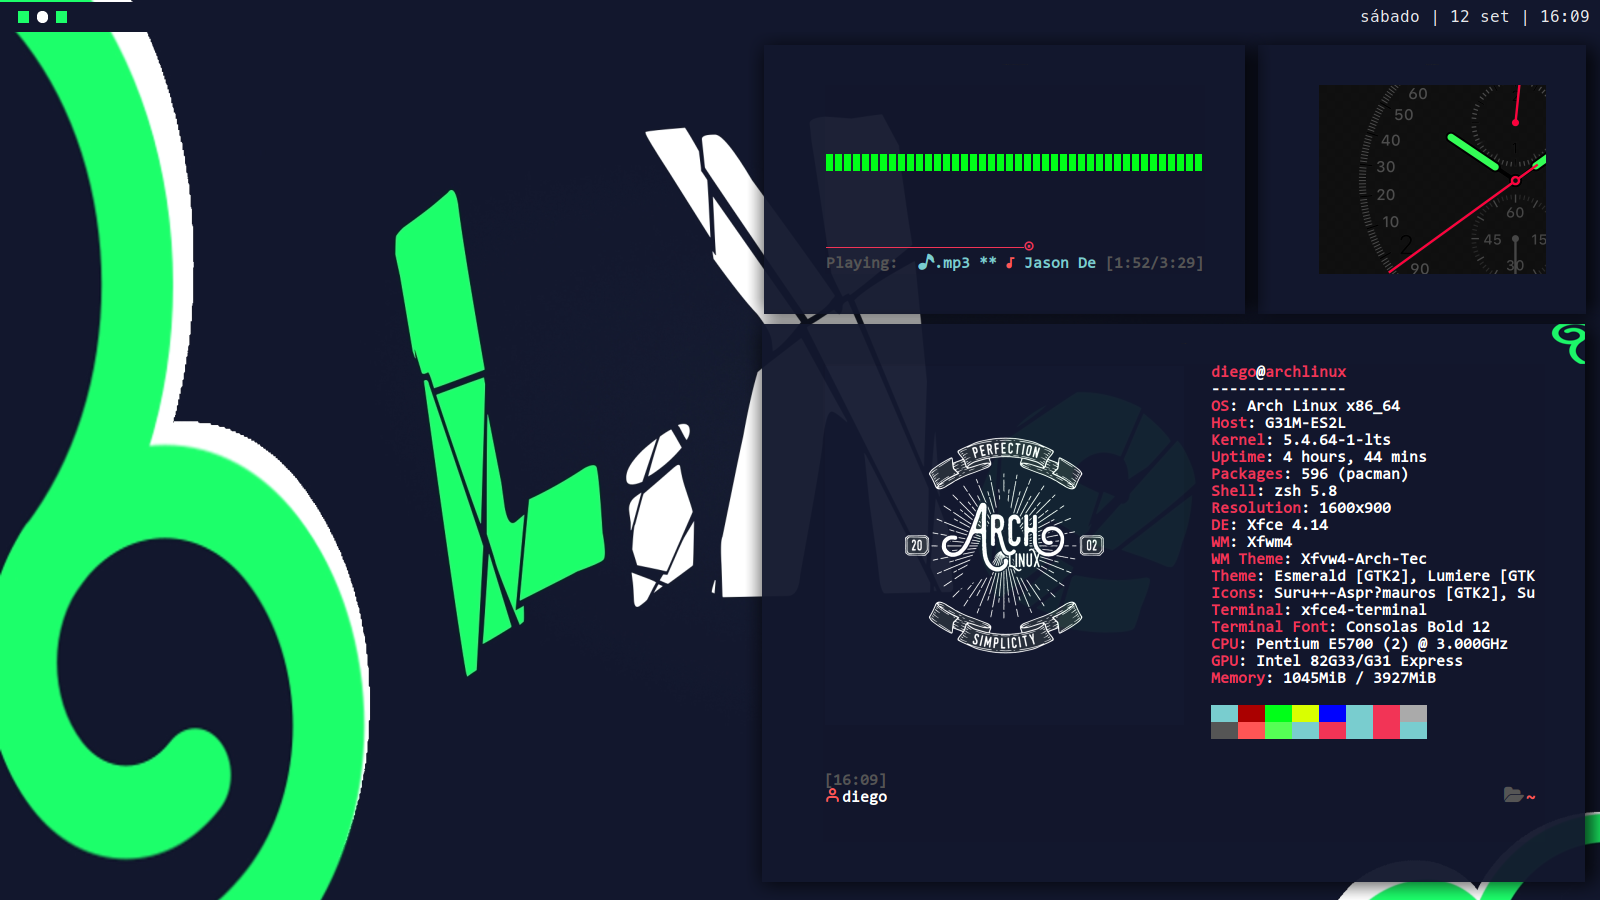 sábado | 12 set | 16:09
60
50
40
30
20
10
90
60
45 15
30
Playing: .mp3 ** Jason De [1:52/3:29]
diego@archlinux
---------------
OS: Arch Linux x86_64
Host: G31M-ES2L
Kernel: 5.4.64-1-lts
Uptime: 4 hours, 44 mins
Packages: 596 (pacman)
Shell: zsh 5.8
Resolution: 1600x900
DE: Xfce 4.14
WM: Xfwm4
WM Theme: Xfvw4-Arch-Tec
Theme: Esmerald [GTK2], Lumiere [GTK
Icons: Suru++-Aspr?mauros [GTK2], Su
Terminal: xfce4-terminal
Terminal Font: Consolas Bold 12
CPU: Pentium E5700 (2) @ 3.000GHz
GPU: Intel 82G33/G31 Express
Memory: 1045MiB / 3927MiB
PERFECTION
ARCH
LINUX
20 02
SIMPLICITY
[16:09]
diego ~